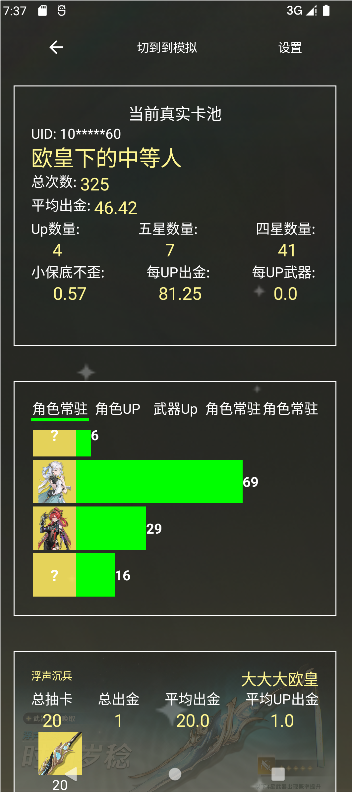 7:37 3G
切到到模拟 设置
当前真实卡池
UID: 10*****60
欧皇下的中等人
总次数: 325
平均出金: 46.42
Up数量: 五星数量: 四星数量:
4 7 41
小保底不歪: 每UP出金: 每UP武器:
0.57 81.25 0.0
角色常驻 角色UP 武器Up 角色常驻 角色常驻
? 6
69
29
? 16
浮声沉兵 大大大欧皇
总抽卡 总出金 平均出金 平均UP出金
20 1 20.0 1.0
20